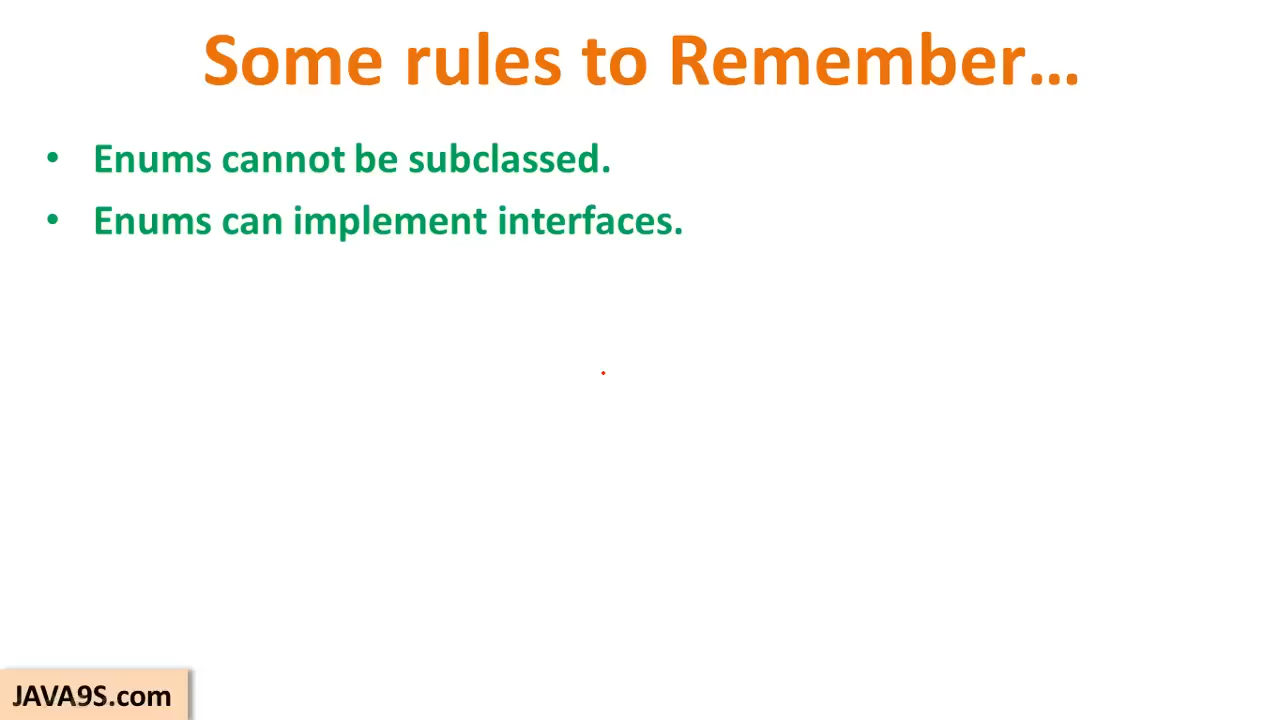 Some rules to Remember...
• Enums cannot be subclassed.
• Enums can implement interfaces.
JAVA9S.com